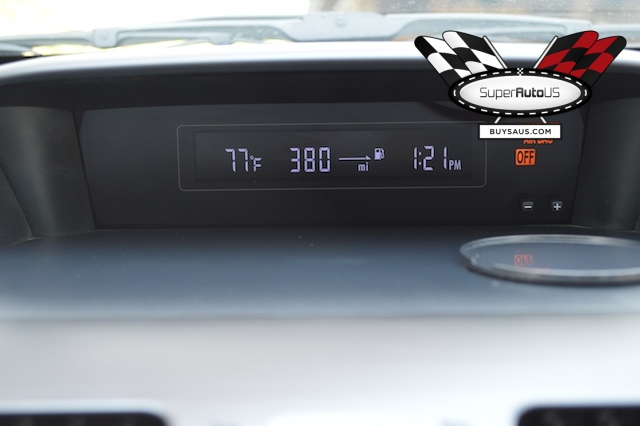 SuperAutoUS
BUYSAUS.COM
AIR BAG
77°F 380 mi 1:21 PM
OFF
- +